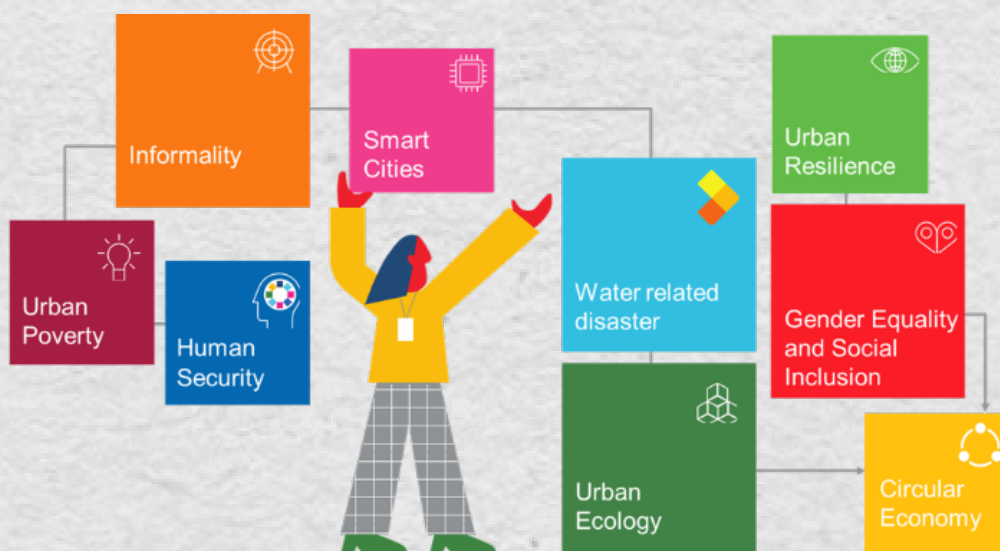 Informality
Smart
Cities
Urban
Resilience
Urban
Poverty
Human
Security
Water related
disaster
Gender Equality
and Social
Inclusion
Urban
Ecology
Circular
Economy